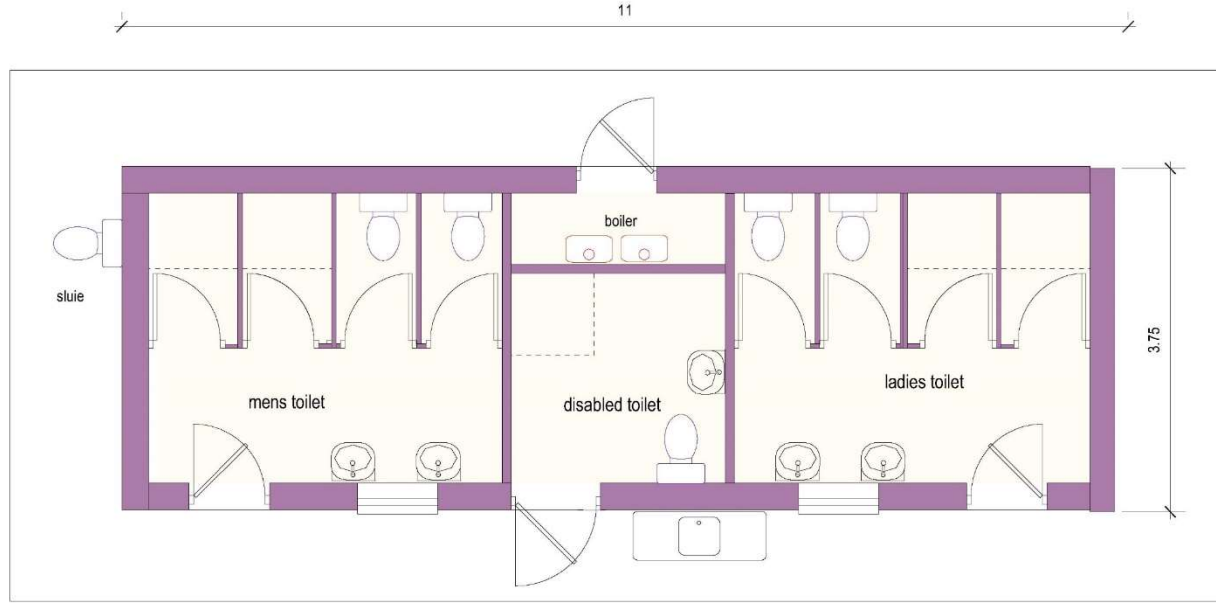 11
boiler
sluie
3.75
mens toilet
disabled toilet
ladies toilet